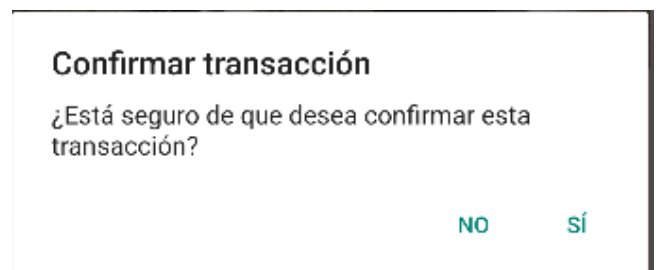 Confirmar transacción
¿Está seguro de que desea confirmar esta
transacción?
NO SÍ